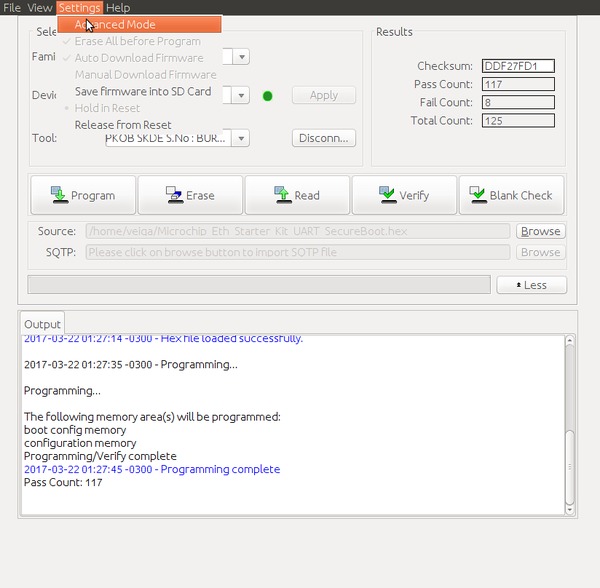 File View Settings Help
Advanced Mode
Erase All before Program
Auto Download Firmware
Manual Download Firmware
Save firmware into SD Card
Hold in Reset
Release from Reset
Sele
Fami
Devic
Apply
Tool:
PKOB SKDE S.No : BUR...
Disconn...
Results
Checksum: DDF27FD1
Pass Count: 117
Fail Count: 8
Total Count: 125
Program Erase Read Verify Blank Check
Source: /home/veiga/Microchip_Eth_Starter_Kit_UART_SecureBoot.hex Browse
SQTP: Please click on browse button to import SQTP file Browse
Less
Output
2017-03-22 01:27:14 -0300 - Hex file loaded successfully.
2017-03-22 01:27:35 -0300 - Programming...
Programming...
The following memory area(s) will be programmed:
boot config memory
configuration memory
Programming/Verify complete
2017-03-22 01:27:45 -0300 - Programming complete
Pass Count: 117